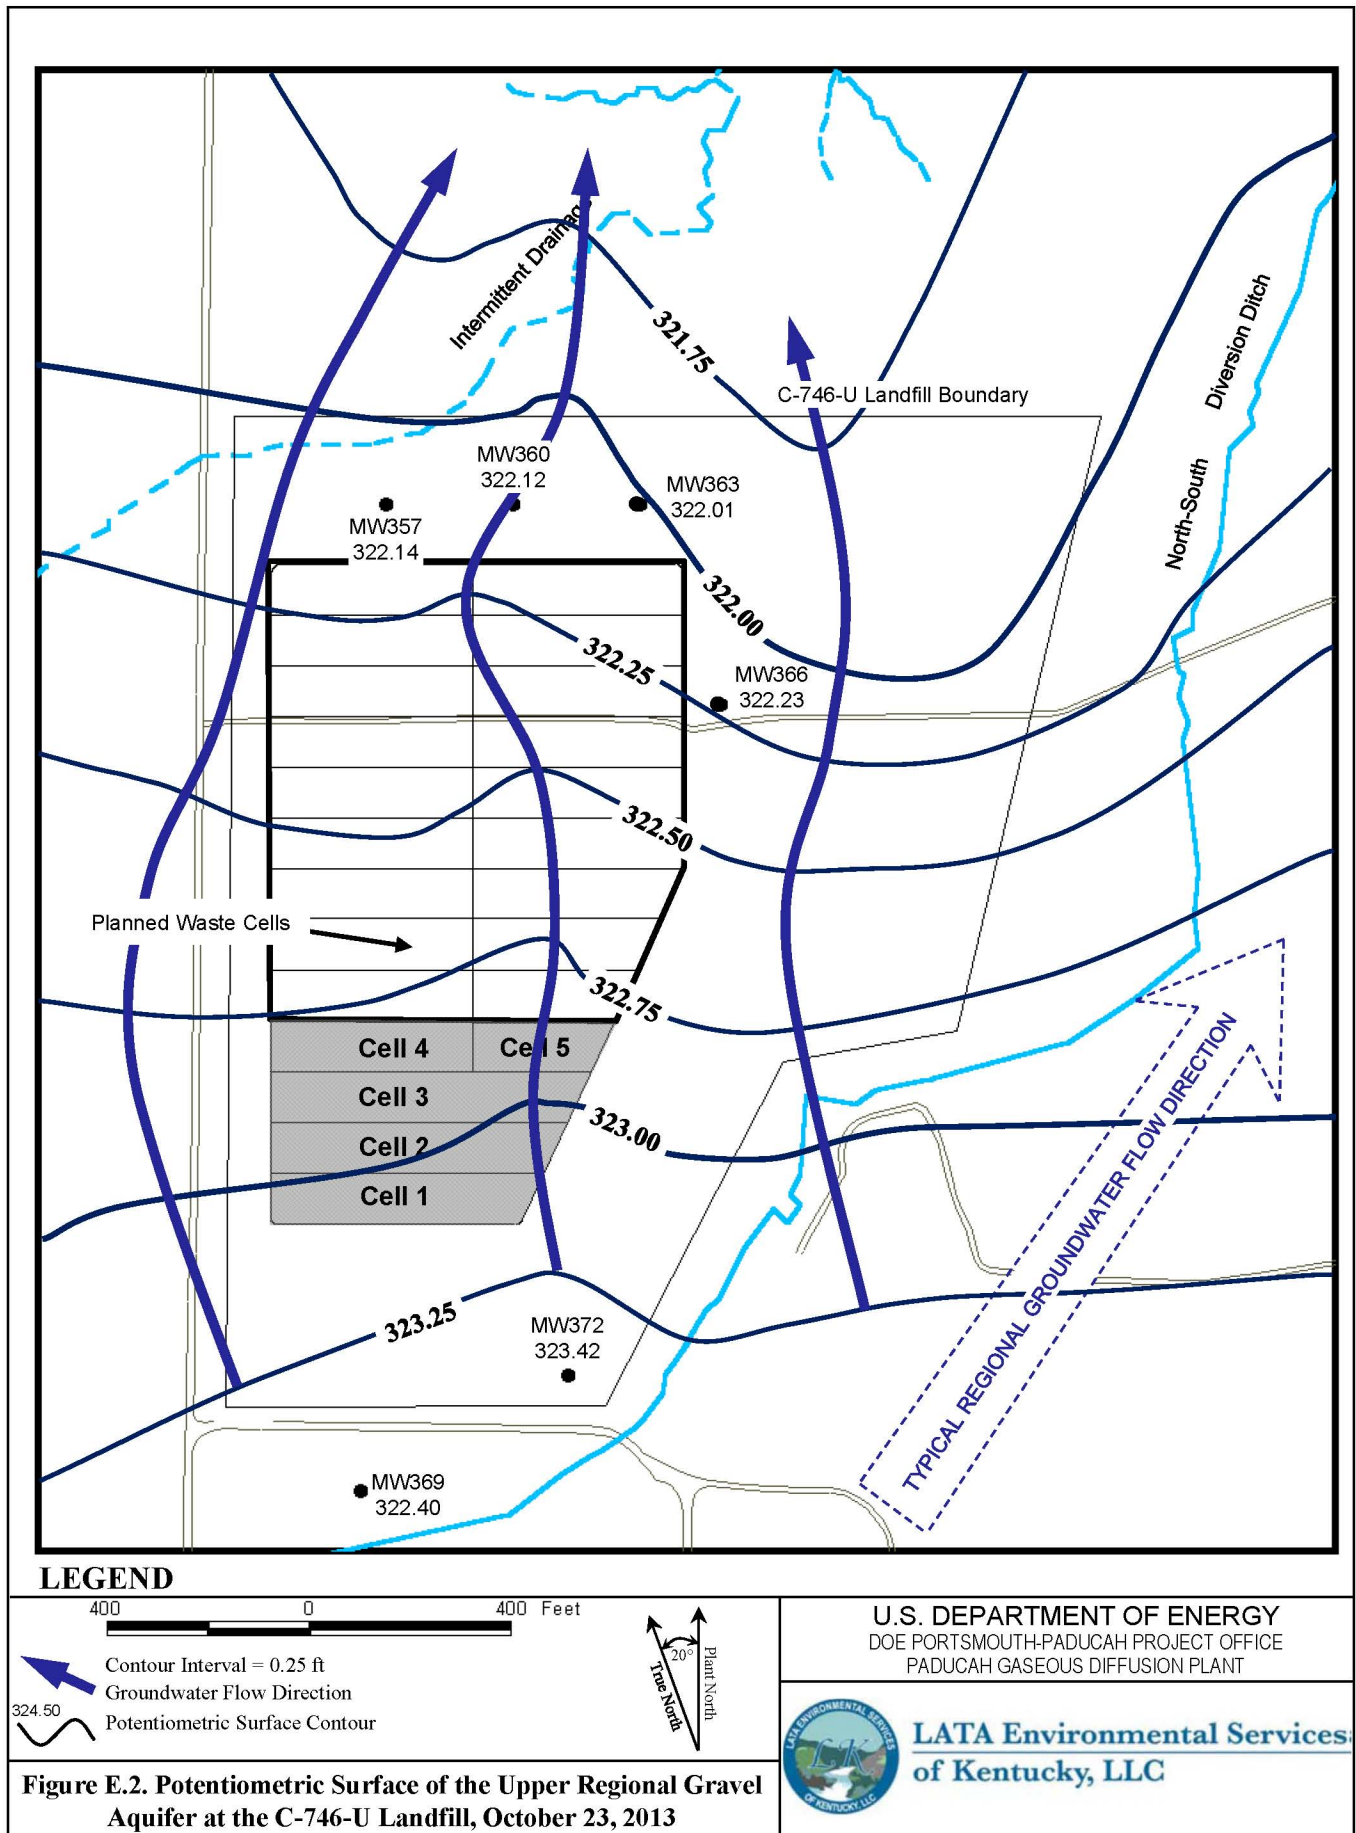 Intermittent Drainage
321.75
C-746-U Landfill Boundary
North-South Diversion Ditch
MW360
322.12
MW363
322.01
MW357
322.14
322.00
322.25
MW366
322.23
322.50
Planned Waste Cells
322.75
Cell 4
Cell 5
Cell 3
323.00
Cell 2
Cell 1
323.25
MW372
323.42
TYPICAL REGIONAL GROUNDWATER FLOW DIRECTION
MW369
322.40
LEGEND
400 0 400 Feet
Contour Interval = 0.25 ft
Groundwater Flow Direction
324.50
Potentiometric Surface Contour
20°
True North
Plant North
U.S. DEPARTMENT OF ENERGY
DOE PORTSMOUTH-PADUCAH PROJECT OFFICE
PADUCAH GASEOUS DIFFUSION PLANT
LATA ENVIRONMENTAL SERVICES
LK
OF KENTUCKY, LLC
LATA Environmental Services
of Kentucky, LLC
Figure E.2. Potentiometric Surface of the Upper Regional Gravel
Aquifer at the C-746-U Landfill, October 23, 2013